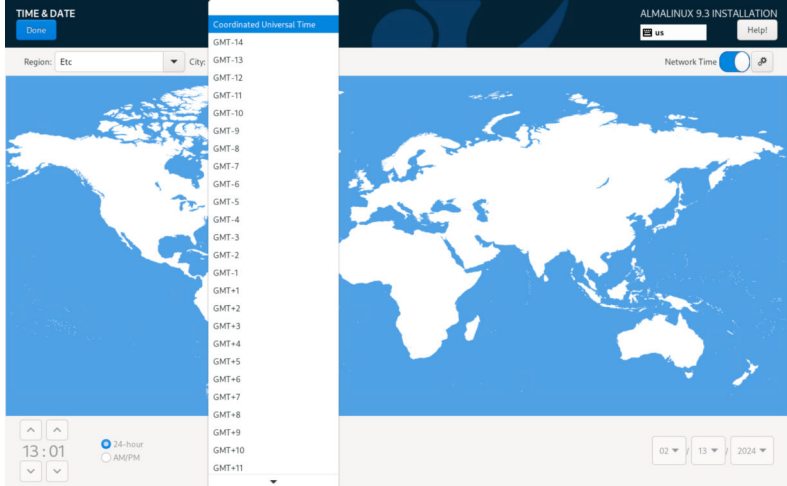 TIME & DATE
Done
ALMALINUX 9.3 INSTALLATION
us
Help!
Region:
Etc
City:
Network Time
Coordinated Universal Time
GMT-14
GMT-13
GMT-12
GMT-11
GMT-10
GMT-9
GMT-8
GMT-7
GMT-6
GMT-5
GMT-4
GMT-3
GMT-2
GMT-1
GMT+1
GMT+2
GMT+3
GMT+4
GMT+5
GMT+6
GMT+7
GMT+8
GMT+9
GMT+10
GMT+11
13:01
24-hour
AM/PM
02 / 13 / 2024